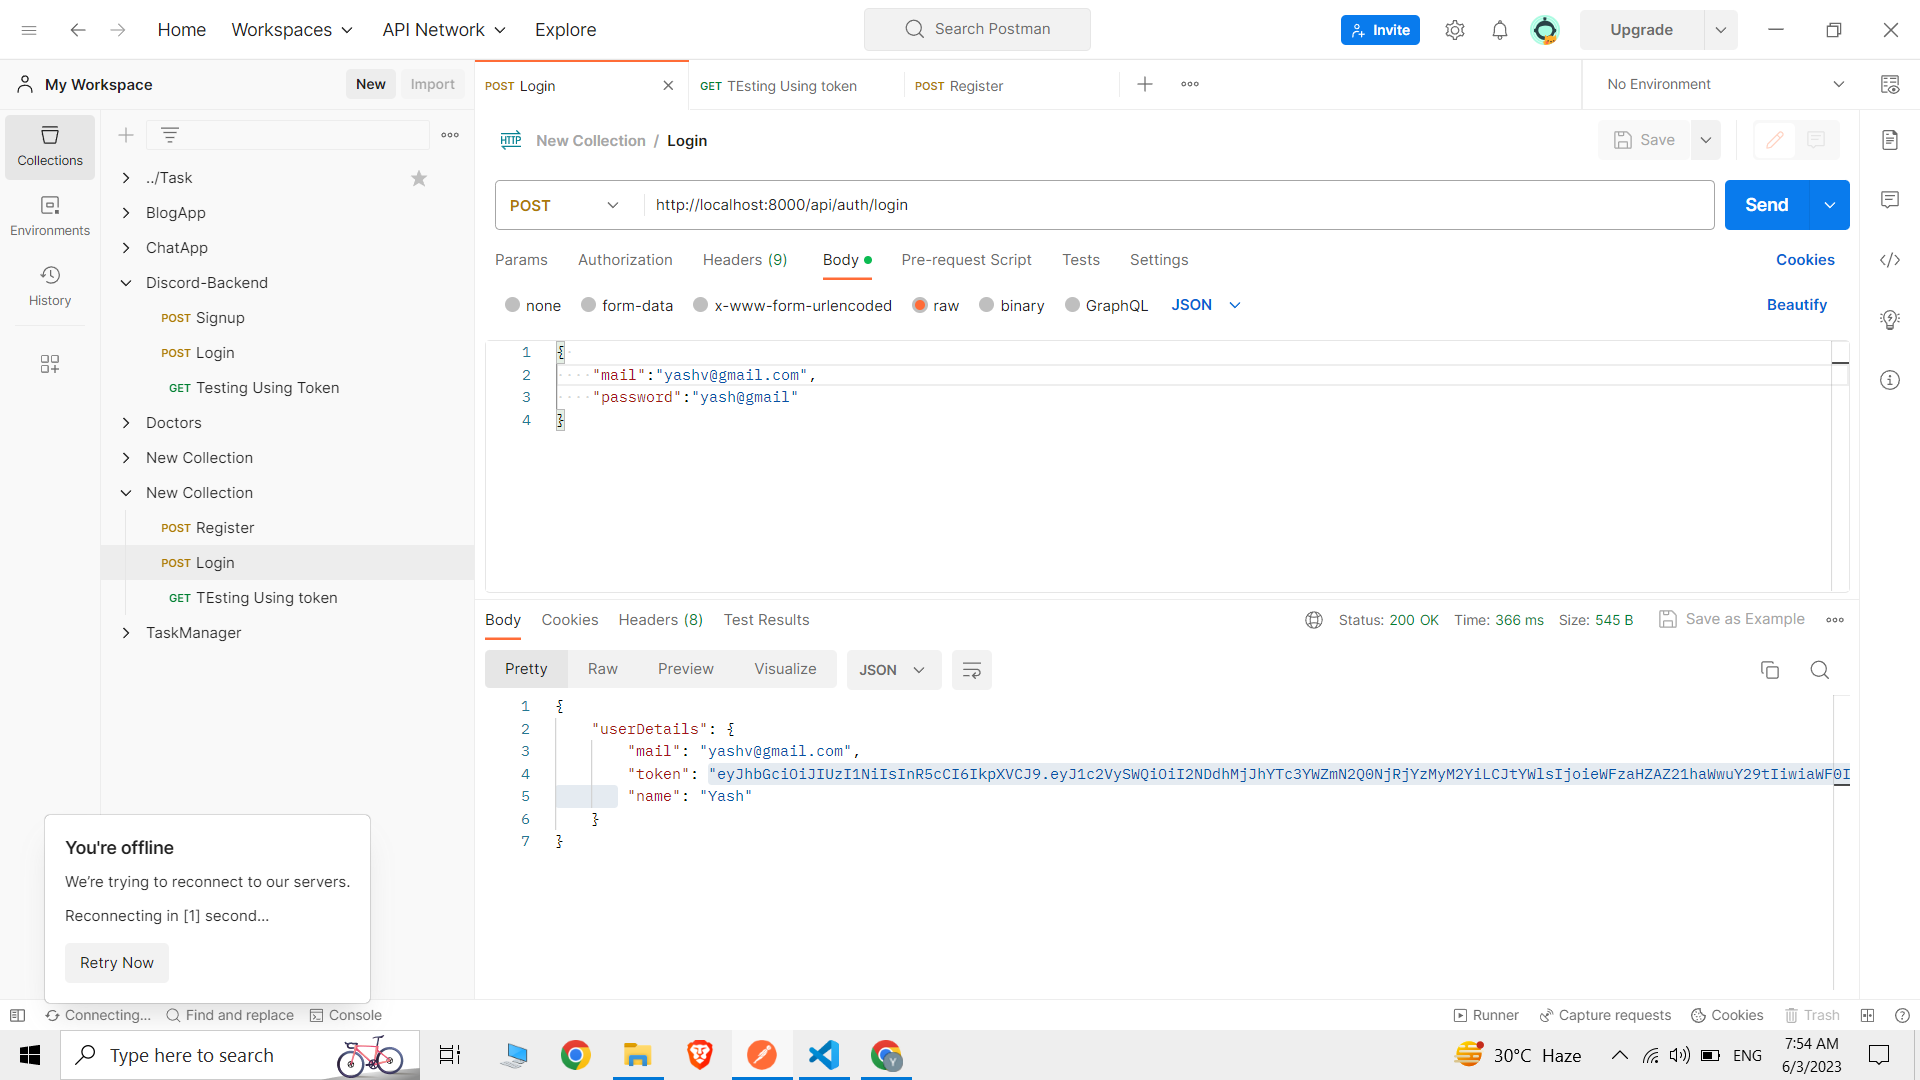 Home Workspaces API Network Explore Search Postman Invite Upgrade
My Workspace New Import
POST Login GET TEsting Using token POST Register No Environment
Collections
Environments
History
../Task
BlogApp
ChatApp
Discord-Backend
POST Signup
POST Login
GET Testing Using Token
Doctors
New Collection
New Collection
POST Register
POST Login
GET TEsting Using token
TaskManager
HTTP New Collection / Login Save
POST http://localhost:8000/api/auth/login Send
Params Authorization Headers (9) Body Pre-request Script Tests Settings Cookies
none form-data x-www-form-urlencoded raw binary GraphQL JSON Beautify
1 {
2 "mail":"yashv@gmail.com",
3 "password":"yash@gmail"
4 }
Body Cookies Headers (8) Test Results Status: 200 OK Time: 366 ms Size: 545 B Save as Example
Pretty Raw Preview Visualize JSON
1 {
2 "userDetails": {
3 "mail": "yashv@gmail.com",
4 "token": "eyJhbGciOiJIUzI1NiIsInR5cCI6IkpXVCJ9.eyJ1c2VySWQiOiI2NDdhMjJhYTc3YWZmN2Q0NjRjYzMyM2YiLCJtYWlsIjoieWFzaHZAZ21haWwuY29tIiwiaWF0I
5 "name": "Yash"
6 }
7 }
You're offline
We're trying to reconnect to our servers.
Reconnecting in [1] second...
Retry Now
Connecting... Find and replace Console Runner Capture requests Cookies Trash
Type here to search
Y
30°C Haze ENG
7:54 AM
6/3/2023